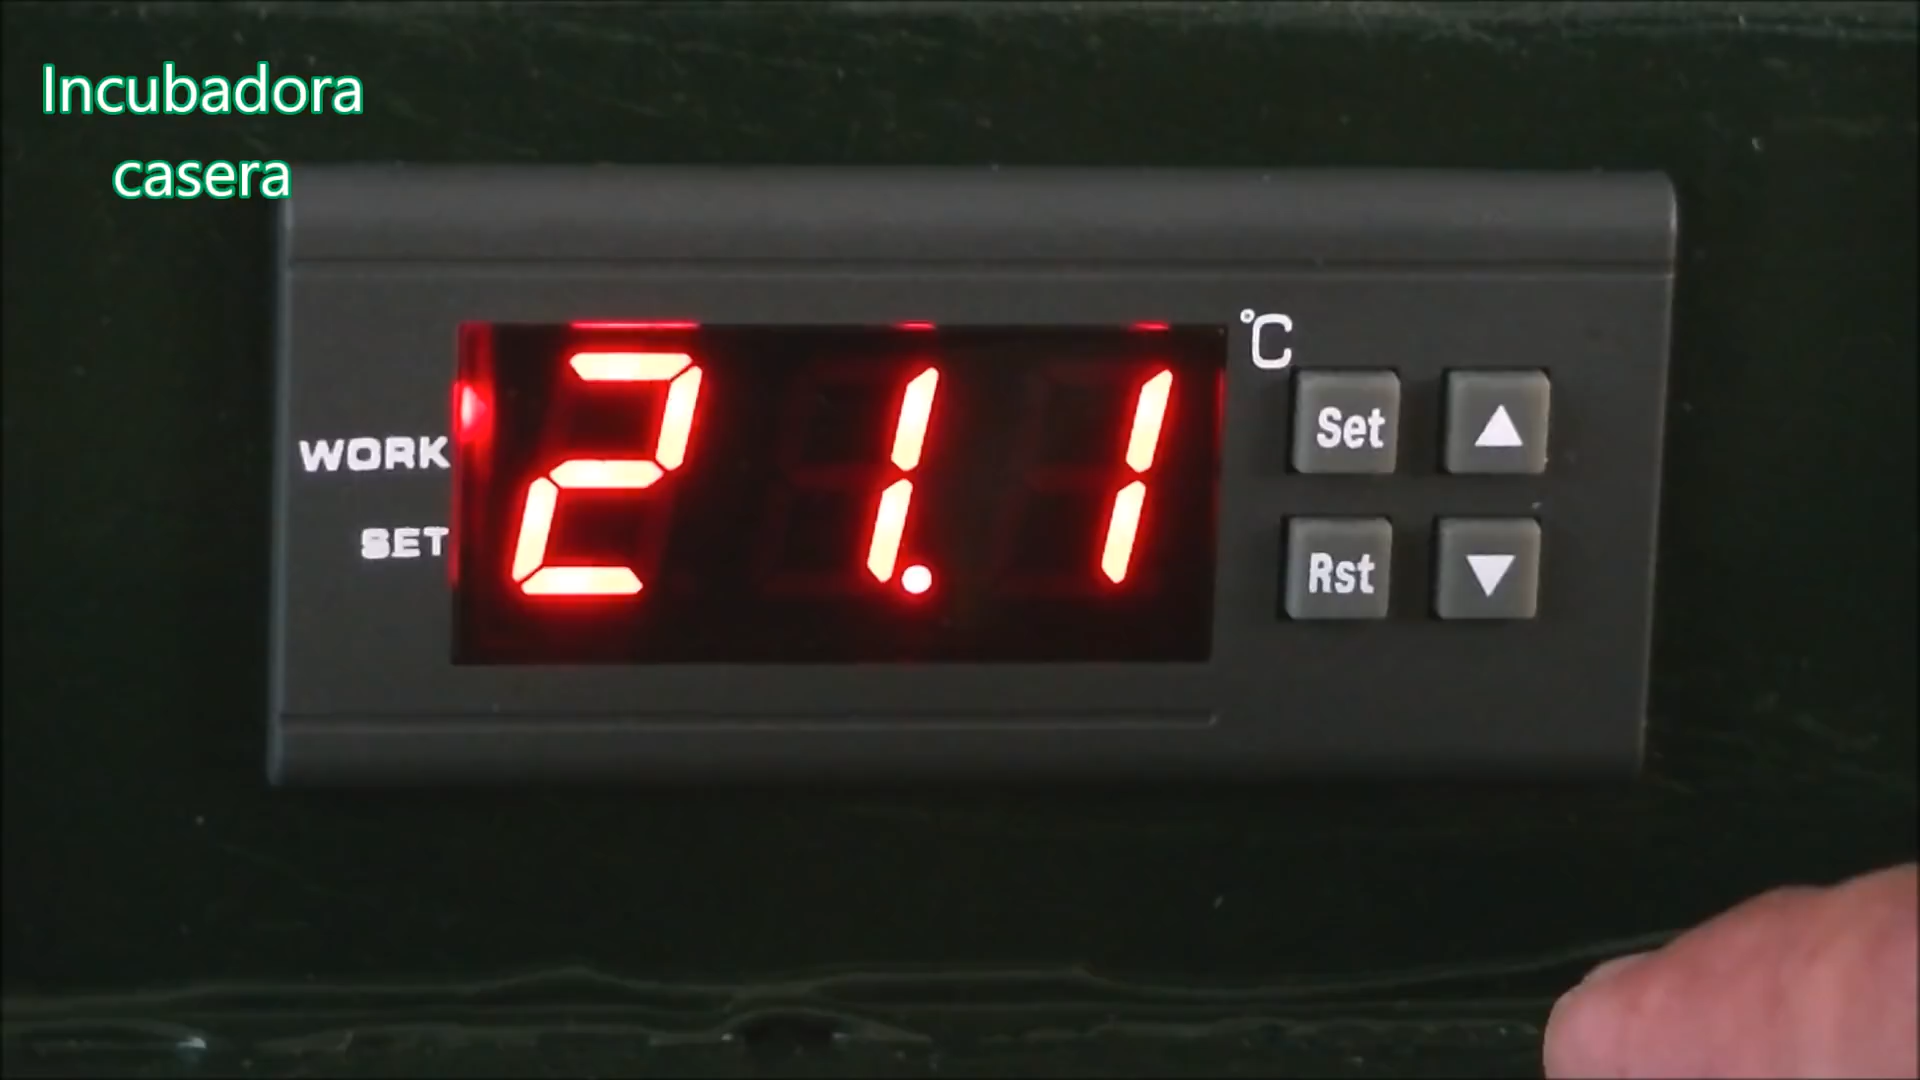 Incubadora
casera
℃
WORK
SET
21.1
Set ▲
Rst ▼